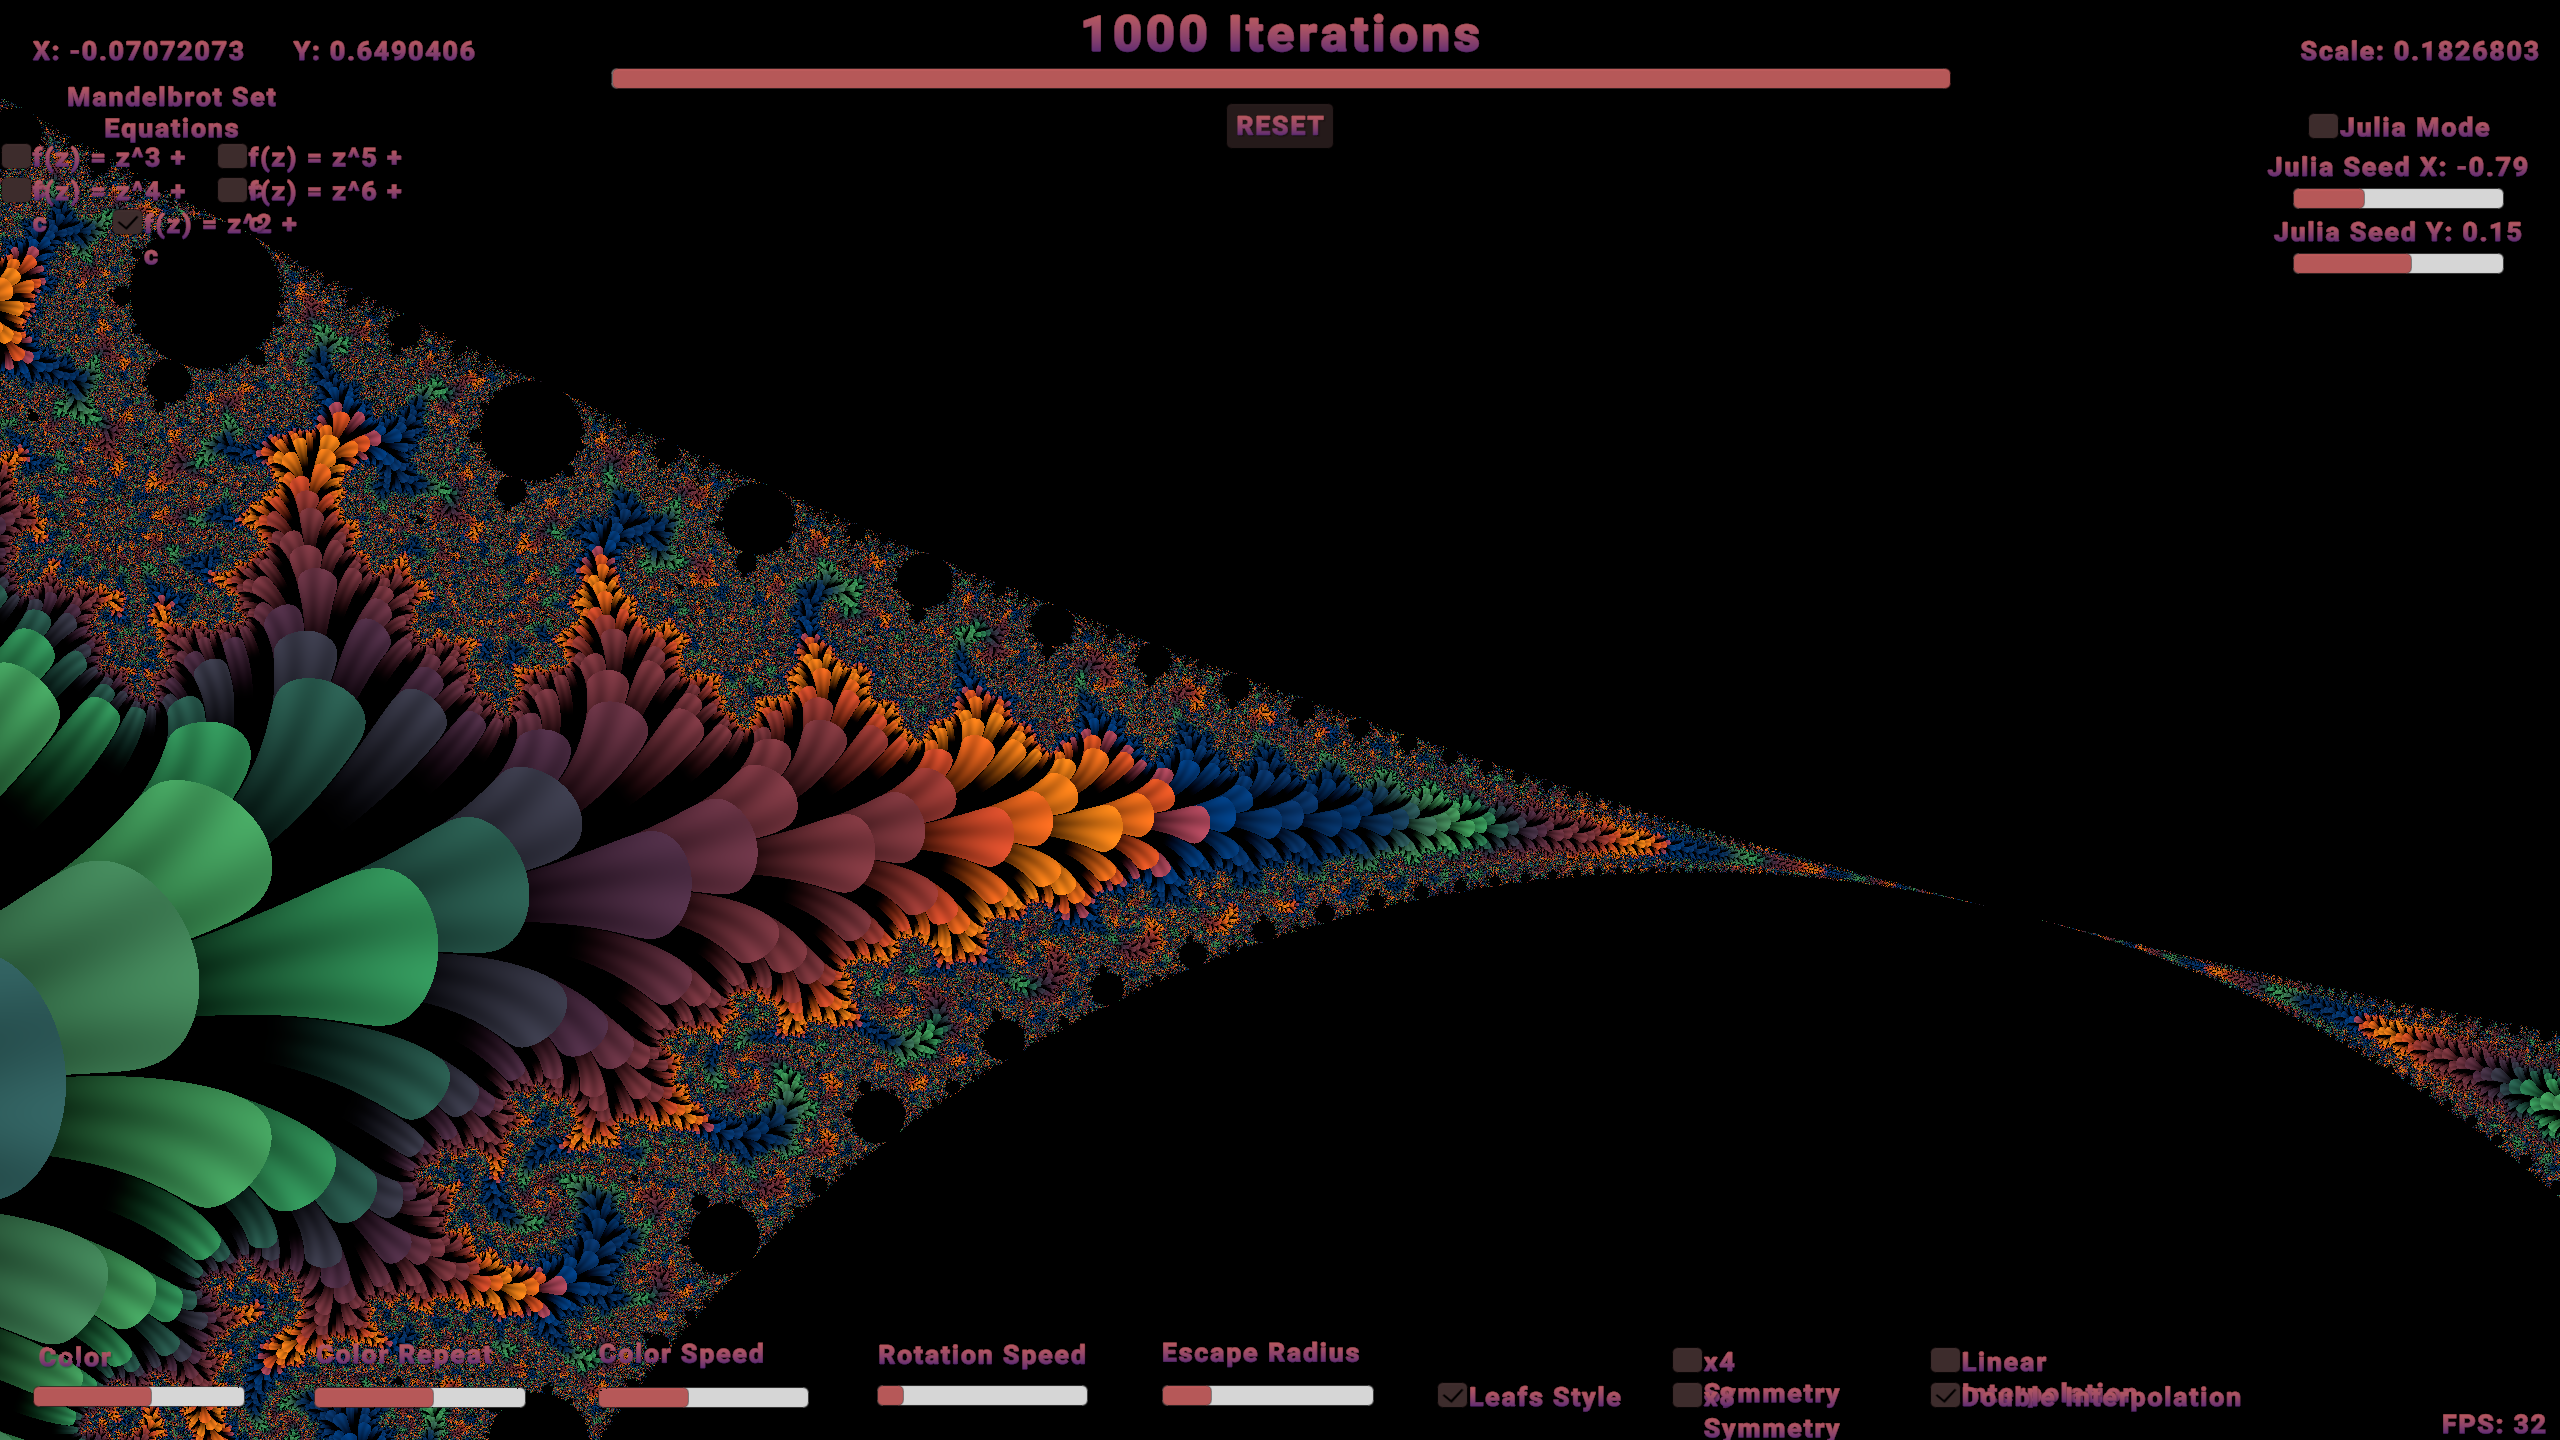 1000 Iterations
X: -0.07072073 Y: 0.6490406
Scale: 0.1826803
Mandelbrot Set
Equations
RESET
Julia Mode
f(z) = z^3 + f(z) = z^5 +
Julia Seed X: -0.79
f(z) = z^4 + f(z) = z^6 +
c
f(z) = z^2 +
c
Julia Seed Y: 0.15
Color
Color Repeat
Color Speed
Rotation Speed
Escape Radius
Leafs Style
x4
Symmetry
Symmetry
Linear
Interpolation
Double Interpolation
FPS: 32